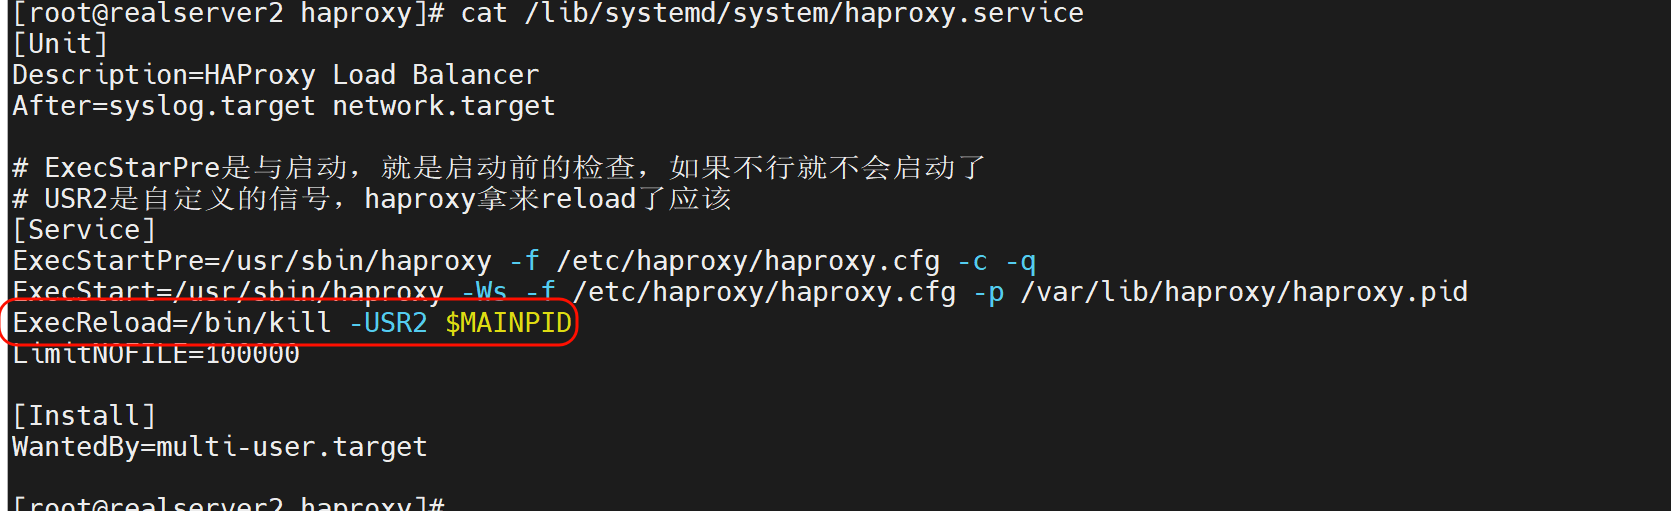 [root@realserver2 haproxy]# cat /lib/systemd/system/haproxy.service
[Unit]
Description=HAProxy Load Balancer
After=syslog.target network.target
# ExecStarPre是与启动，就是启动前的检查，如果不行就不会启动了
# USR2是自定义的信号，haproxy拿来reload了应该
[Service]
ExecStartPre=/usr/sbin/haproxy -f /etc/haproxy/haproxy.cfg -c -q
ExecStart=/usr/sbin/haproxy -Ws -f /etc/haproxy/haproxy.cfg -p /var/lib/haproxy/haproxy.pid
ExecReload=/bin/kill -USR2 $MAINPID
LimitNOFILE=100000
[Install]
WantedBy=multi-user.target
[root@realserver2 haproxy]#